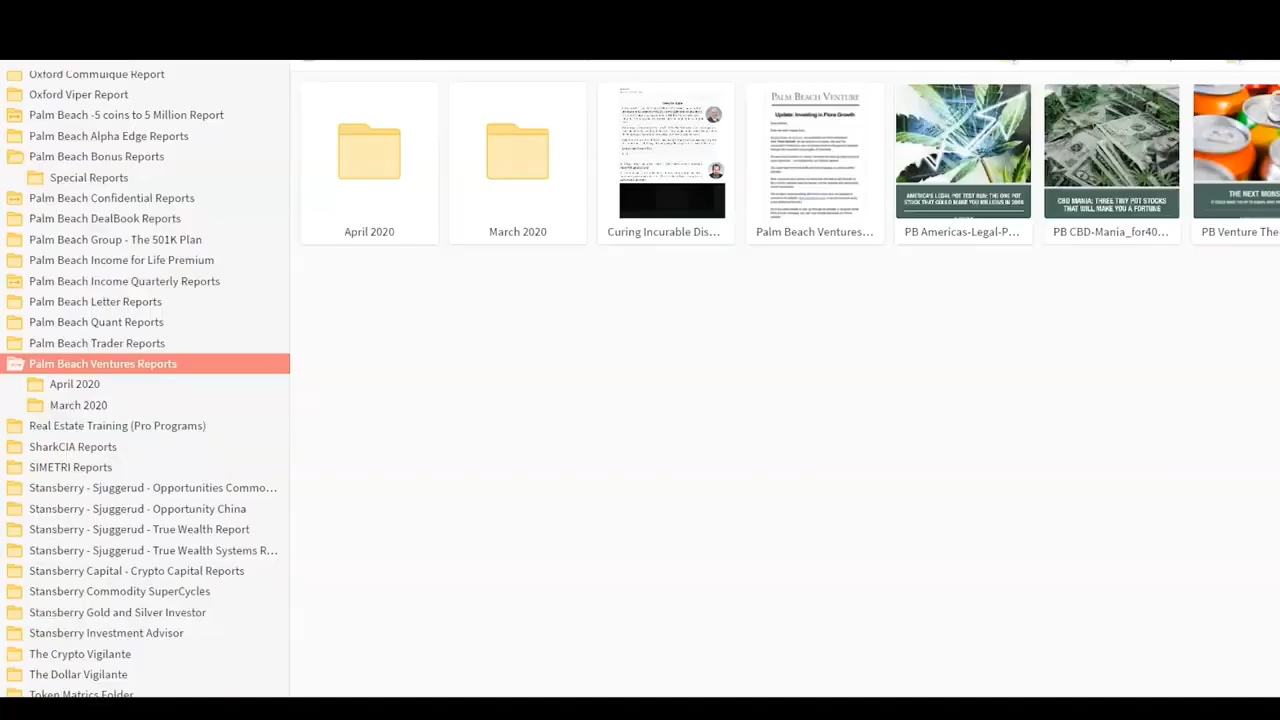 Oxford Commuique Report
Oxford Viper Report
Palm Beach - 5 coins to 5 Million Report
Palm Beach Alpha Edge Reports
Palm Beach Bonus Reports
Special Reports
Palm Beach Confidential Reports
Palm Beach Reports
Palm Beach Group - The 501K Plan
Palm Beach Income for Life Premium
Palm Beach Income Quarterly Reports
Palm Beach Letter Reports
Palm Beach Quant Reports
Palm Beach Trader Reports
Palm Beach Ventures Reports
April 2020
March 2020
Real Estate Training (Pro Programs)
SharkCIA Reports
SIMETRI Reports
Stansberry - Sjuggerud - Opportunities Commo...
Stansberry - Sjuggerud - Opportunity China
Stansberry - Sjuggerud - True Wealth Report
Stansberry - Sjuggerud - True Wealth Systems R...
Stansberry Capital - Crypto Capital Reports
Stansberry Commodity SuperCycles
Stansberry Gold and Silver Investor
Stansberry Investment Advisor
The Crypto Vigilante
The Dollar Vigilante
Token Matrics Folder
PALM BEACH VENTURE
Update: Investing in Flora Growth
AMERICA'S LEGAL POT TEST RUN: THE ONE POT
STOCK THAT COULD MAKE YOU MILLIONS IN 2008
CBD MANIA: THREE TINY POT STOCKS
THAT WILL MAKE YOU A FORTUNE
THE NEXT
April 2020
March 2020
Curing Incurable Dis...
Palm Beach Ventures...
PB Americas-Legal-P...
PB CBD-Mania_for40...
PB Venture The